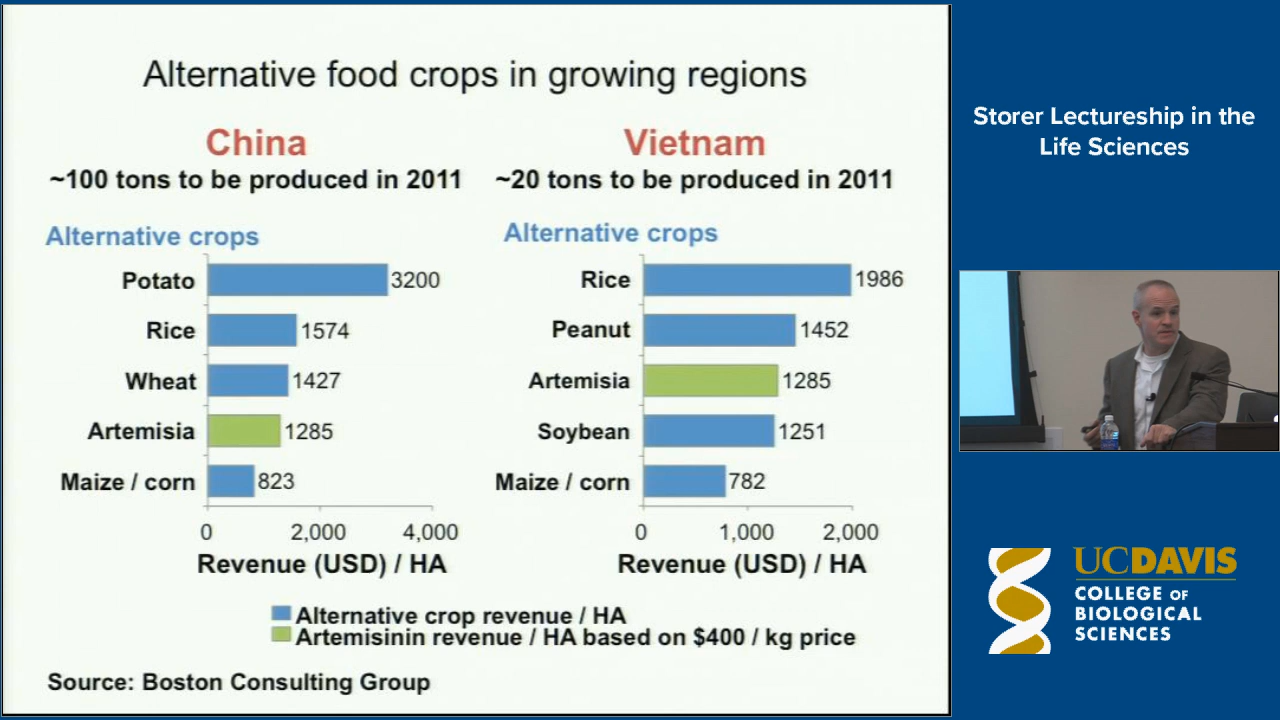 Alternative food crops in growing regions
China
~100 tons to be produced in 2011
Alternative crops
Potato 3200
Rice 1574
Wheat 1427
Artemisia 1285
Maize / corn 823
0 2,000 4,000
Revenue (USD) / HA
Vietnam
~20 tons to be produced in 2011
Alternative crops
Rice 1986
Peanut 1452
Artemisia 1285
Soybean 1251
Maize / corn 782
0 1,000 2,000
Revenue (USD) / HA
Alternative crop revenue / HA
Artemisinin revenue / HA based on $400 / kg price
Source: Boston Consulting Group
Storer Lectureship in the
Life Sciences
UCDAVIS
COLLEGE OF
BIOLOGICAL
SCIENCES